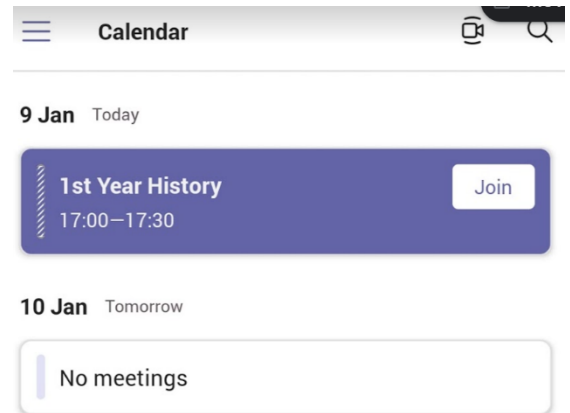 Calendar
9 Jan Today
1st Year History
Join
17:00—17:30
10 Jan Tomorrow
No meetings